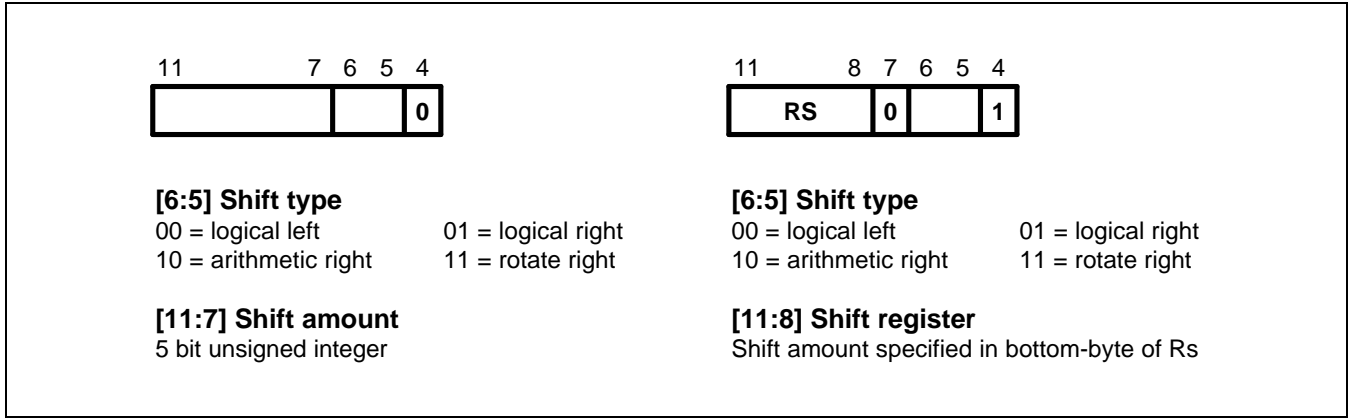 11 7 6 5 4
0
[6:5] Shift type
00 = logical left 01 = logical right
10 = arithmetic right 11 = rotate right
[11:7] Shift amount
5 bit unsigned integer
11 8 7 6 5 4
RS 0 1
[6:5] Shift type
00 = logical left 01 = logical right
10 = arithmetic right 11 = rotate right
[11:8] Shift register
Shift amount specified in bottom-byte of Rs